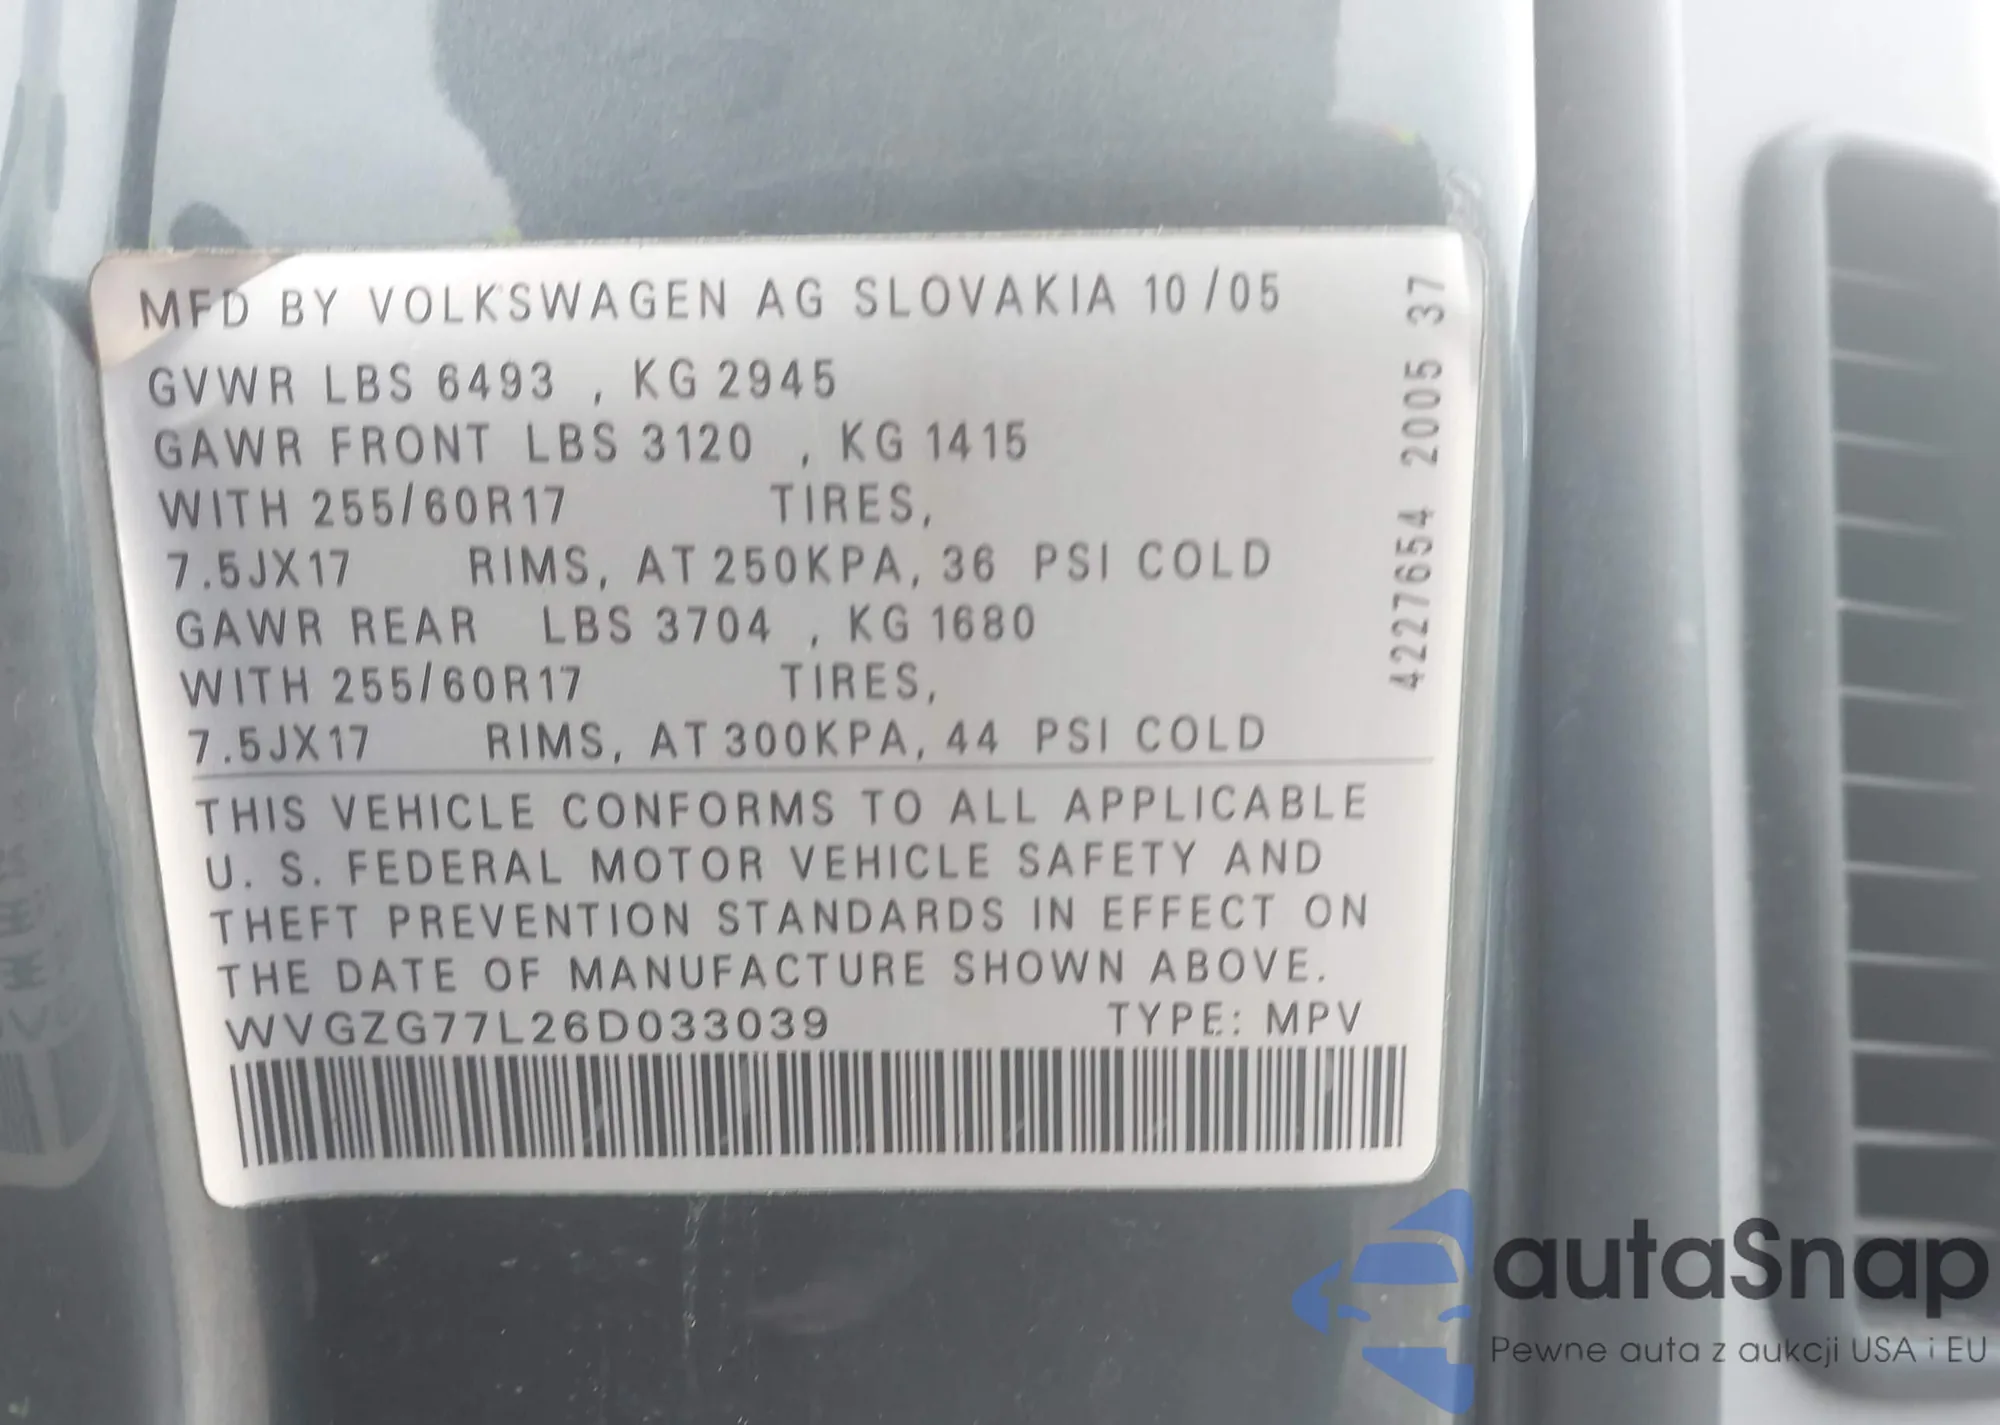 MFD BY VOLKSWAGEN AG SLOVAKIA 10/05
GVWR LBS 6493 , KG 2945
GAWR FRONT LBS 3120 , KG 1415
WITH 255/60R17 TIRES,
7.5JX17 RIMS, AT 250KPA, 36 PSI COLD
GAWR REAR LBS 3704 , KG 1680
WITH 255/60R17 TIRES,
7.5JX17 RIMS, AT 300KPA, 44 PSI COLD
THIS VEHICLE CONFORMS TO ALL APPLICABLE
U. S. FEDERAL MOTOR VEHICLE SAFETY AND
THEFT PREVENTION STANDARDS IN EFFECT ON
THE DATE OF MANUFACTURE SHOWN ABOVE.
WVGZG77L26D033039 TYPE: MPV
4227654 2005 37
autaSnap
Pewne auta z aukcji USA i EU